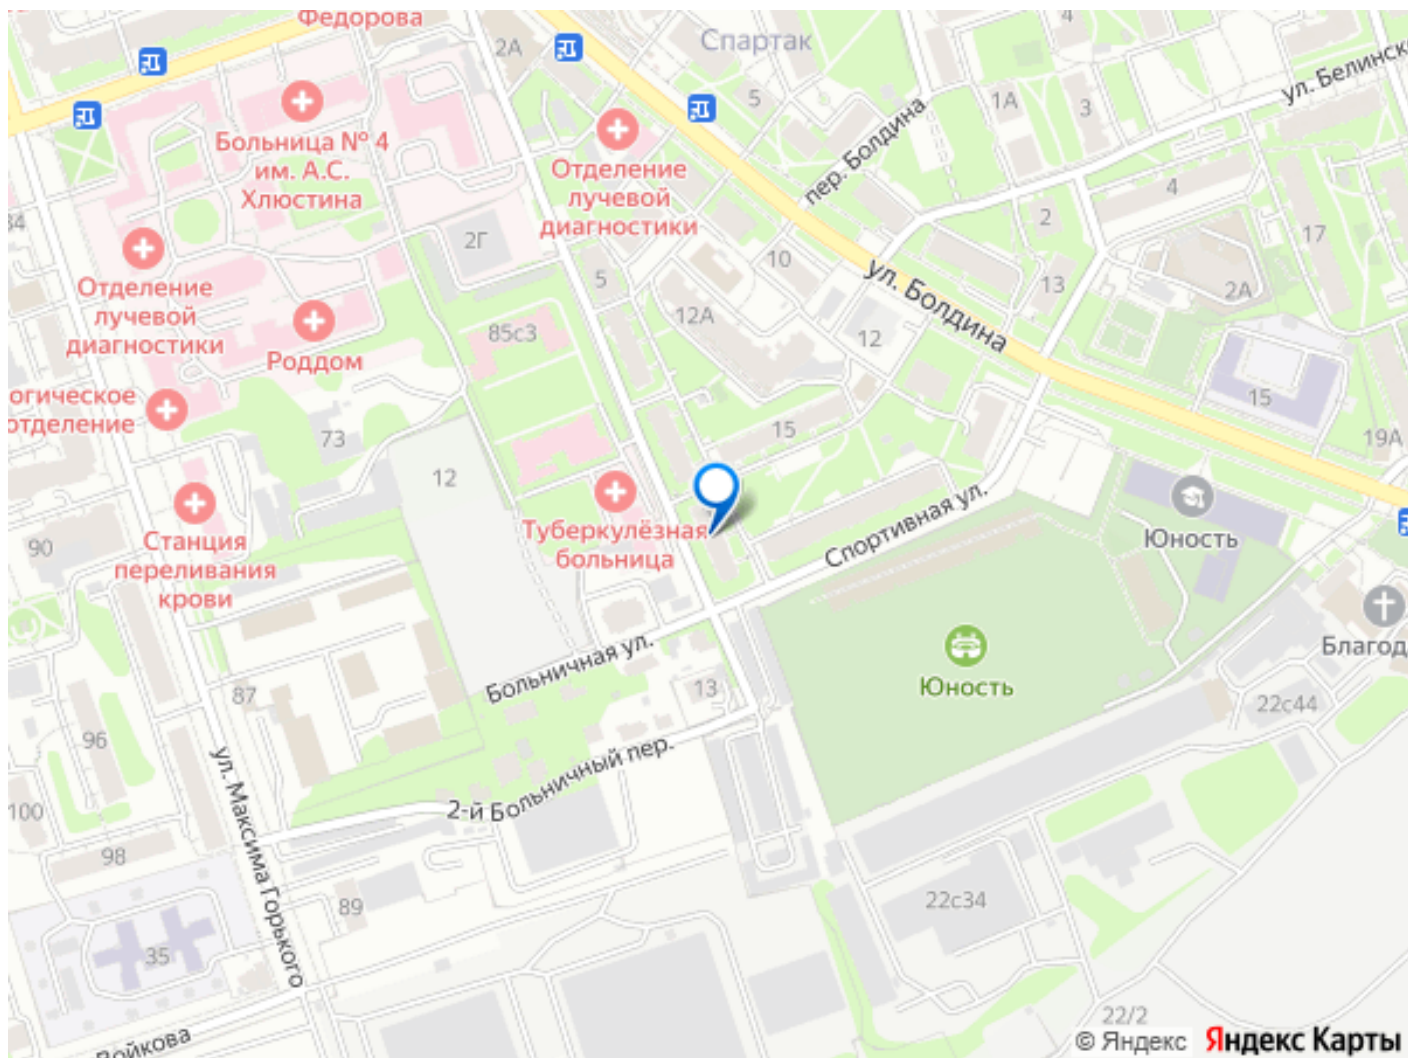 Федорова
2А
Спартак
4
ул. Белинск
5
1А
3
Больница № 4
им. А.С.
Хлюстина
Отделение
лучевой
диагностики
пер. Болдина
4
84
2Г
2
17
Отделение
лучевой
диагностики
5
10
ул. Болдина
13
2А
12А
12
85с3
Роддом
огическое
отделение
73
15
15
19А
12
Туберкулёзная
больница
Спортивная ул.
Юность
90
Станция
переливания
крови
Больничная ул.
Юность
Благод
87
13
22с44
96
2-й Больничный пер.
ул. Максима Горького
100
98
89
22с34
35
22/2
Войкова
© Яндекс
Яндекс Карты